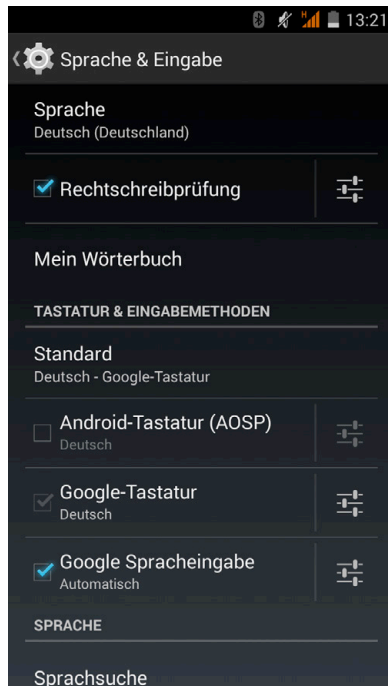 H
13:21
Sprache & Eingabe
Sprache
Deutsch (Deutschland)
Rechtschreibprüfung
Mein Wörterbuch
TASTATUR & EINGABEMETHODEN
Standard
Deutsch - Google-Tastatur
Android-Tastatur (AOSP)
Deutsch
Google-Tastatur
Deutsch
Google Spracheingabe
Automatisch
SPRACHE
Sprachsuche